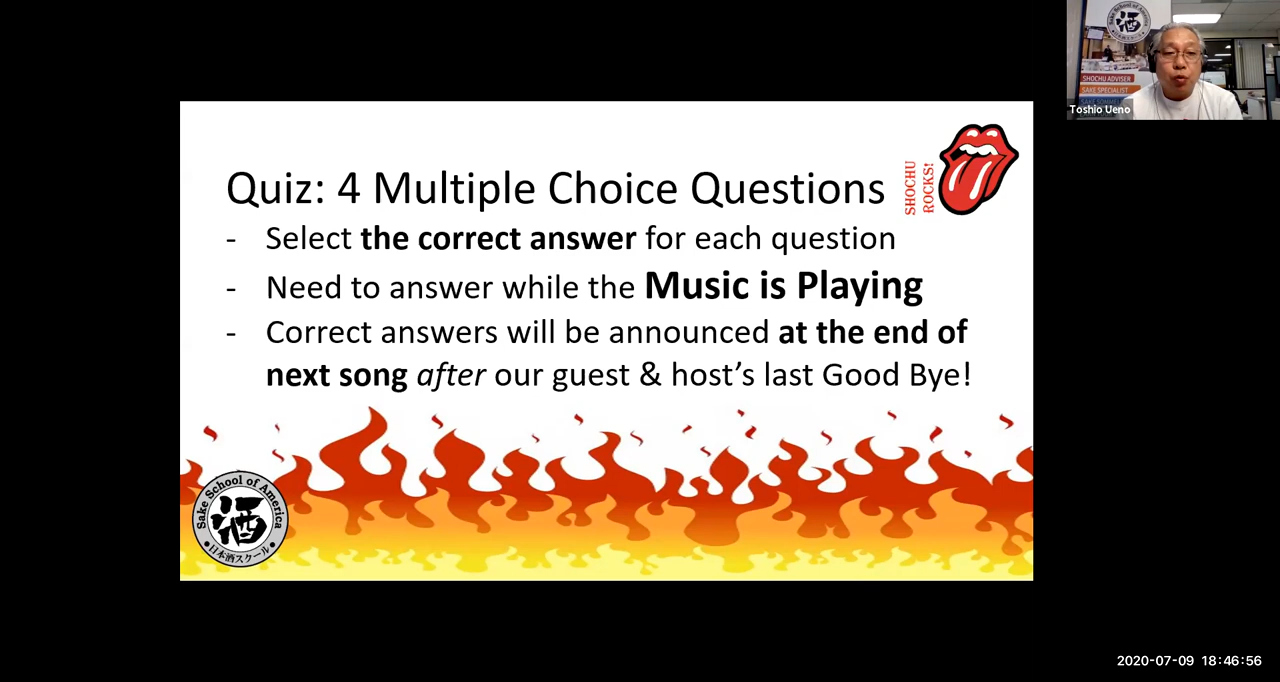 SHOCHU ADVISER
SAKE SPECIALIST
SAKE SOMMELIER
Toshio Ueno
Quiz: 4 Multiple Choice Questions
SHOCHU
ROCKS!
- Select the correct answer for each question
- Need to answer while the Music is Playing
- Correct answers will be announced at the end of
next song after our guest & host's last Good Bye!
Sake School of America
酒
•日本酒スクール•
2020-07-09 18:46:56